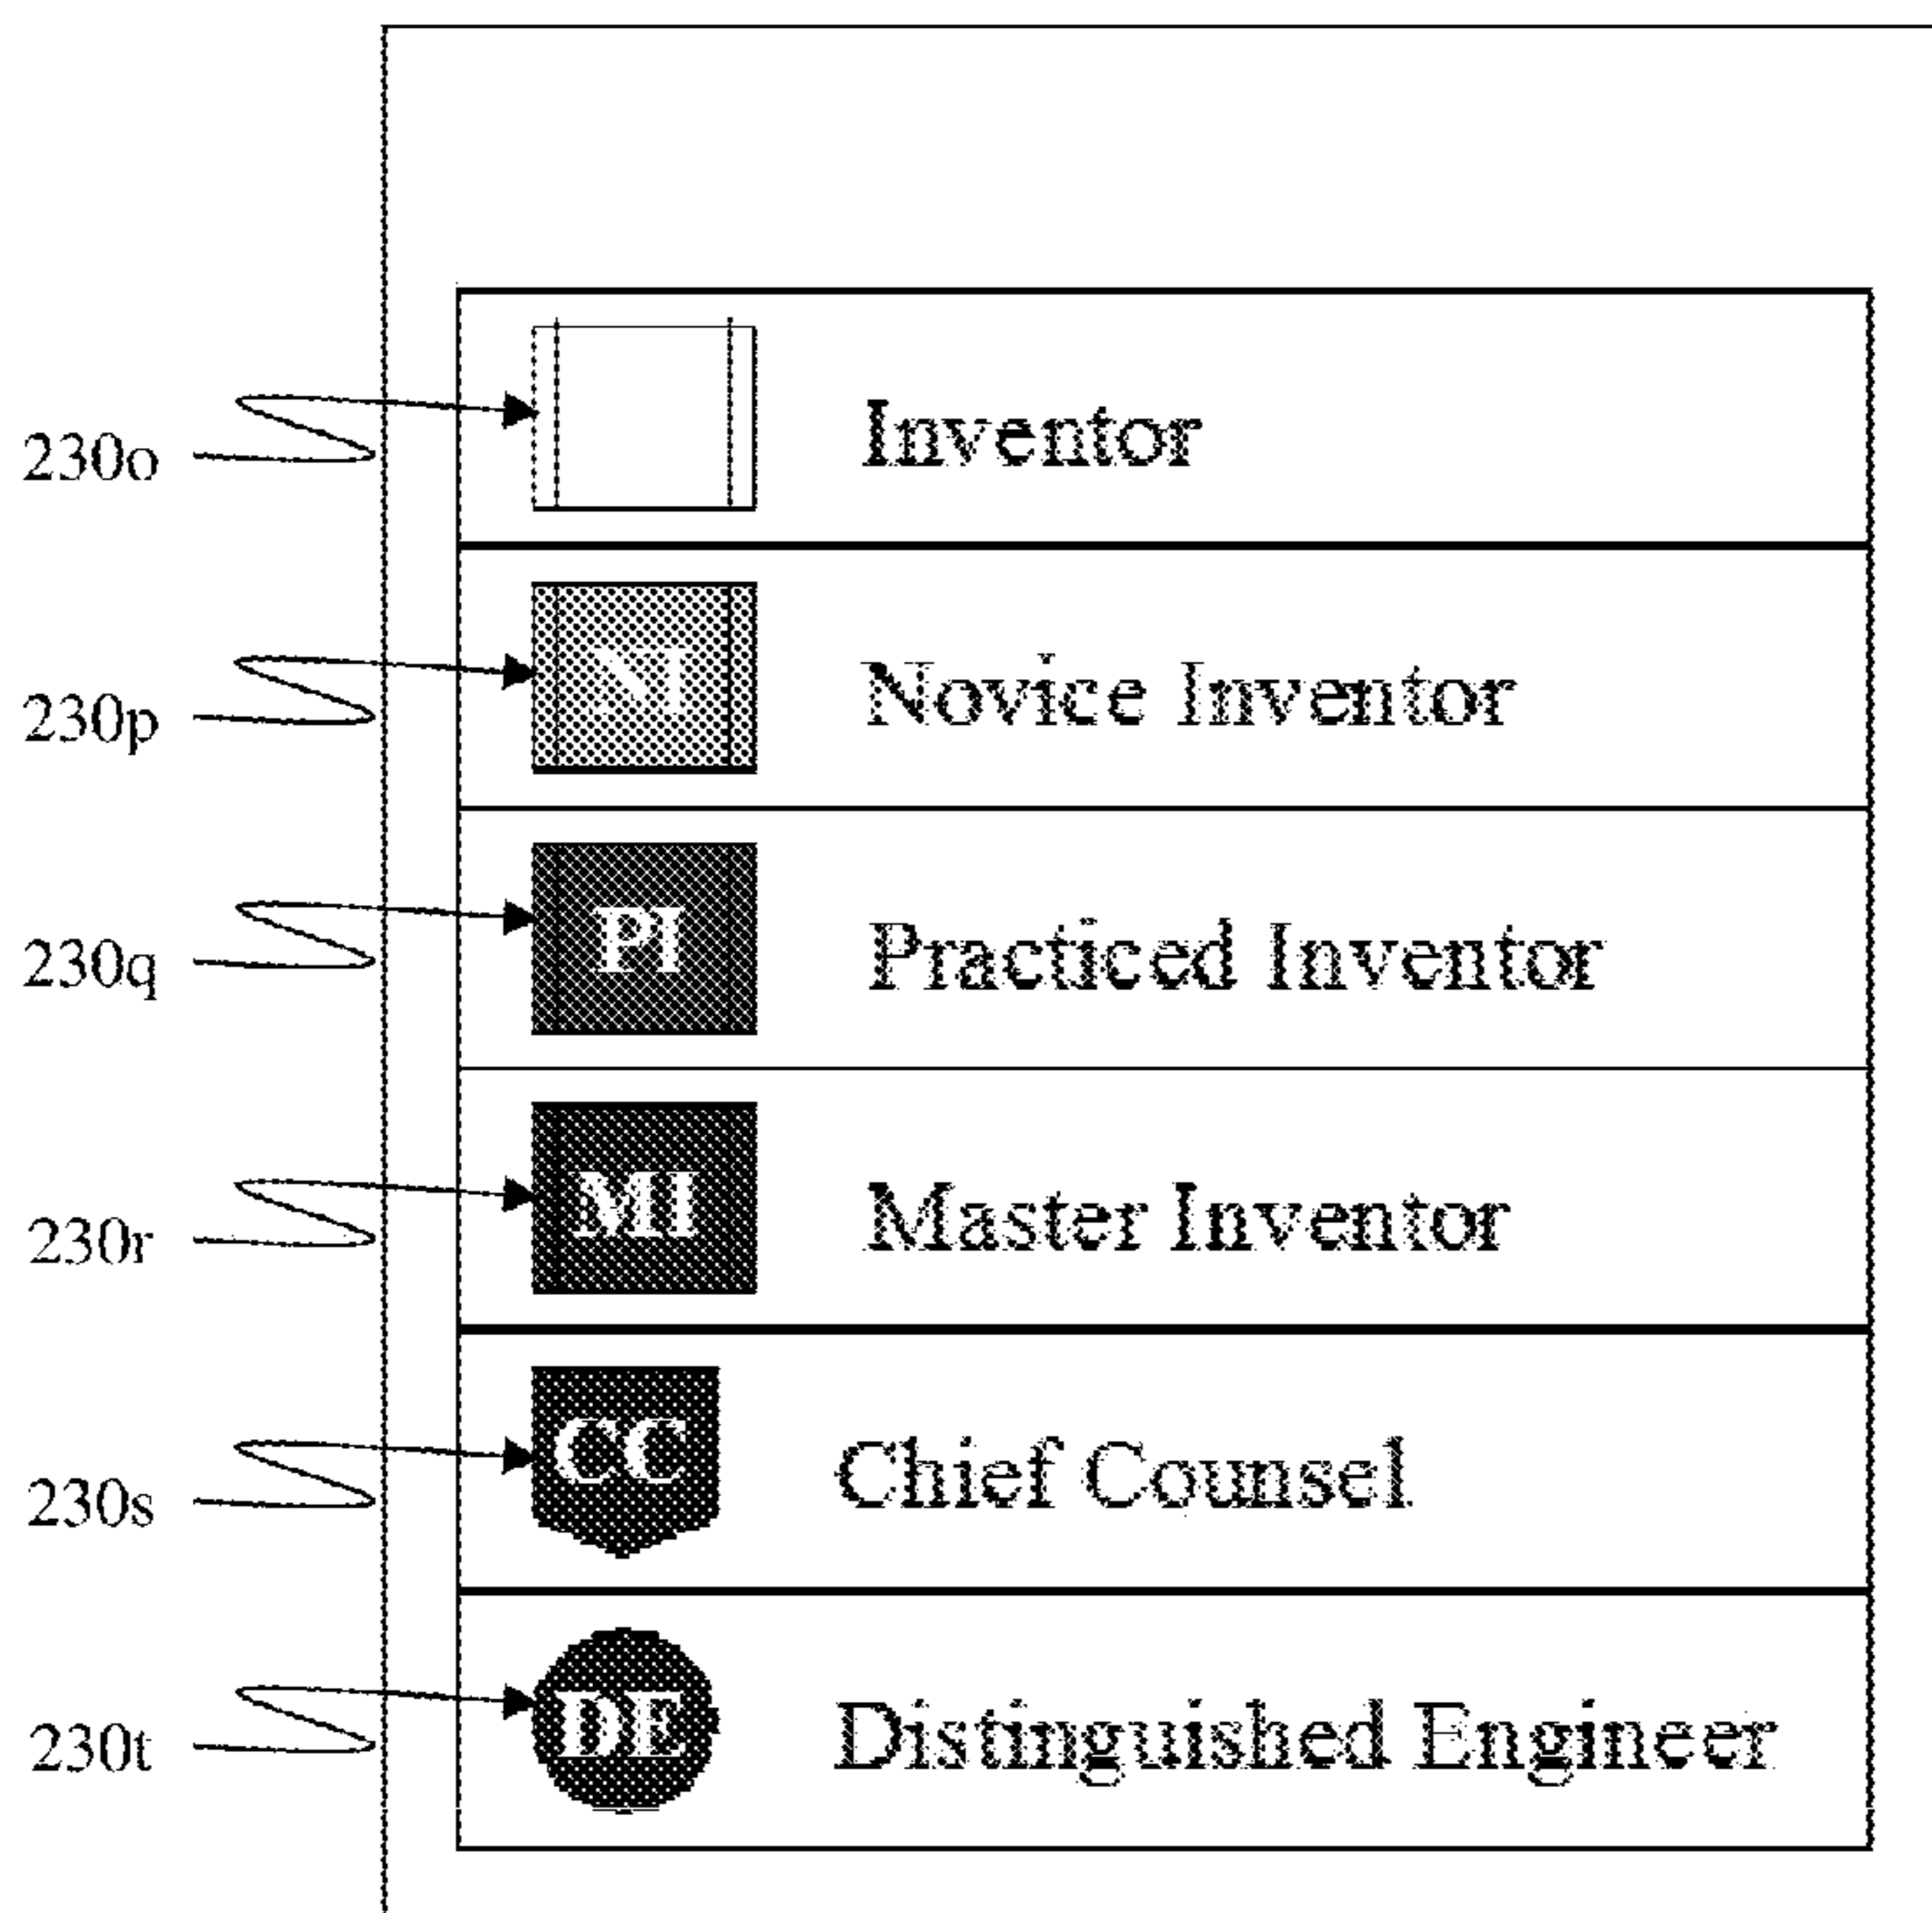 230o Inventor
230p NI Novice Inventor
230q PI Practiced Inventor
230r MI Master Inventor
230s CC Chief Counsel
230t DE Distinguished Engineer